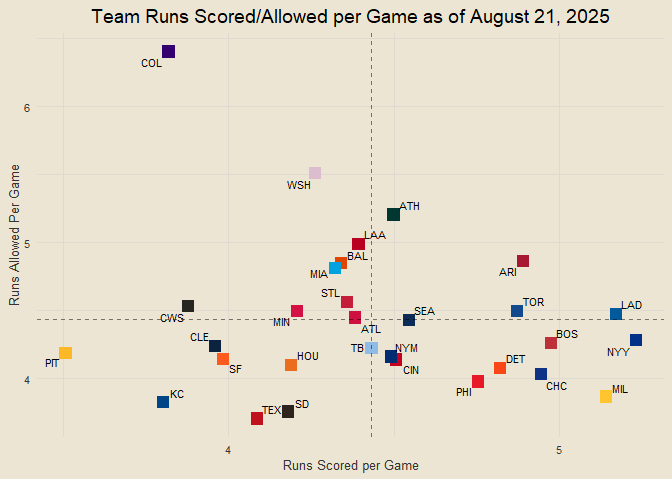 Team Runs Scored/Allowed per Game as of August 21, 2025
COL
6
WSH
ATH
Runs Allowed Per Game
5
LAA
BAL
MIA
ARI
STL
CWS
MIN
ATL
SEA
TOR
LAD
PIT
CLE
SF
HOU
TB
NYM
CIN
DET
BOS
NYY
4
KC
TEX
SD
PHI
CHC
MIL
4
5
Runs Scored per Game